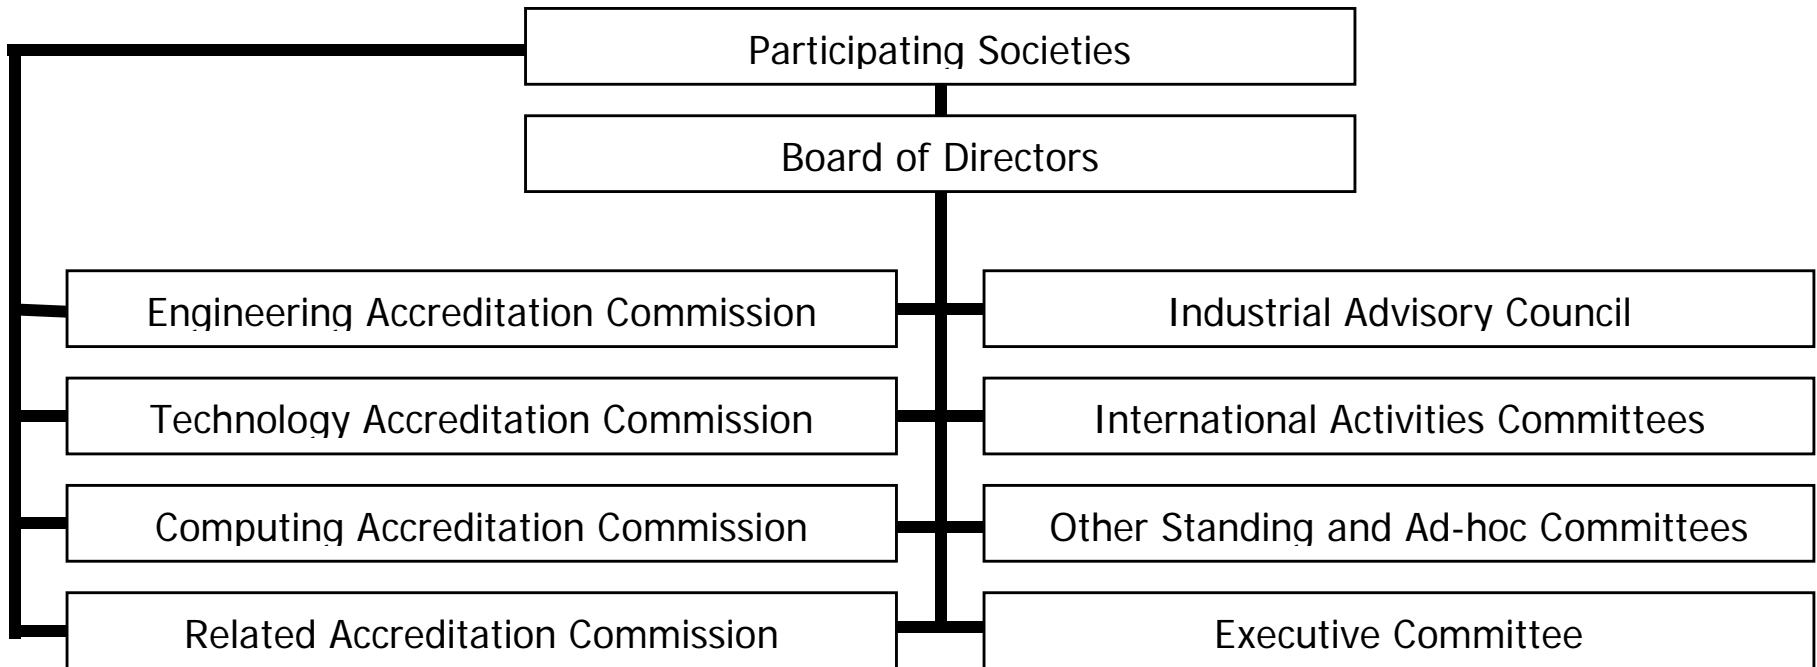 Participating Societies
Board of Directors
Engineering Accreditation Commission
Industrial Advisory Council
Technology Accreditation Commission
International Activities Committees
Computing Accreditation Commission
Other Standing and Ad-hoc Committees
Related Accreditation Commission
Executive Committee